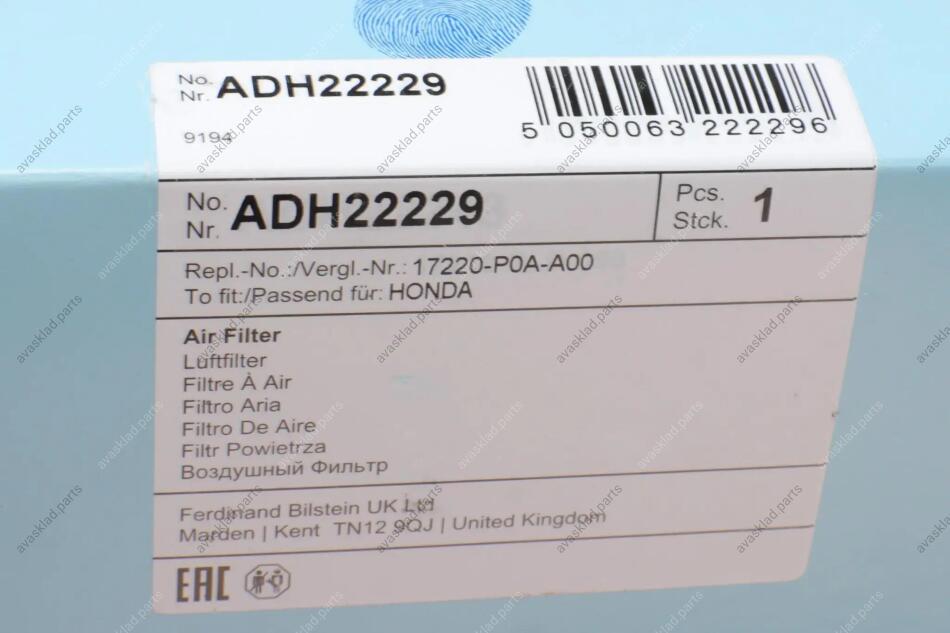 No.
Nr. ADH22229
9194
5 050063 222296
No.
Nr. ADH22229
Pcs.
Stck. 1
Repl.-No.:/Vergl.-Nr.: 17220-P0A-A00
To fit:/Passend für: HONDA
Air Filter
Luftfilter
Filtre À Air
Filtro Aria
Filtro De Aire
Filtr Powietrza
Воздушный Фильтр
Ferdinand Bilstein UK Ltd
Marden | Kent TN12 9QJ | United Kingdom
EAC
avasklad.parts